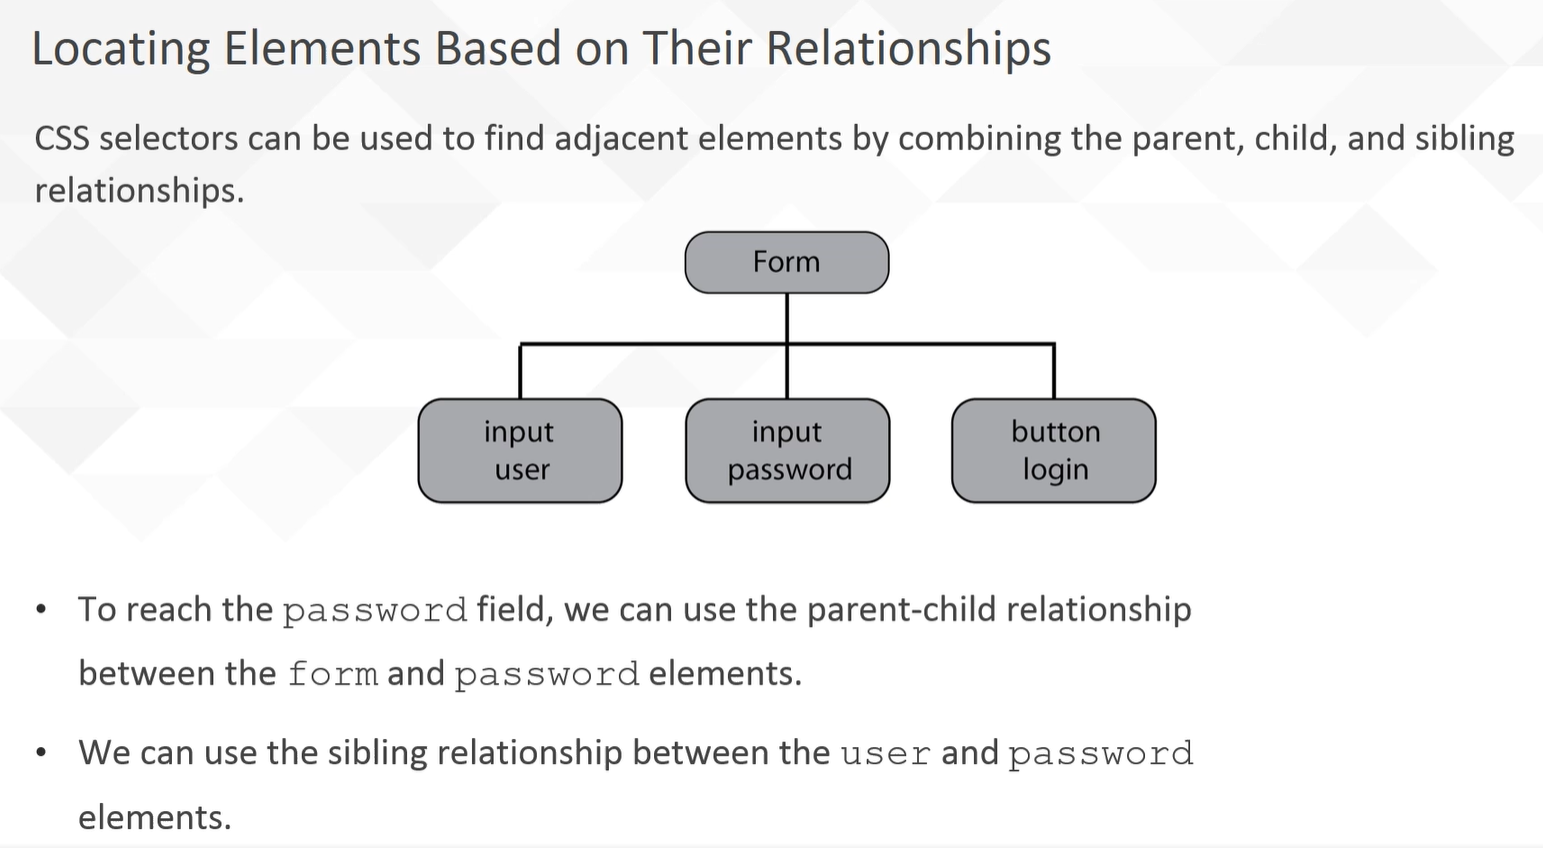 Locating Elements Based on Their Relationships
CSS selectors can be used to find adjacent elements by combining the parent, child, and sibling
relationships.
Form
input
user
input
password
button
login
• To reach the password field, we can use the parent-child relationship
between the form and password elements.
• We can use the sibling relationship between the user and password
elements.